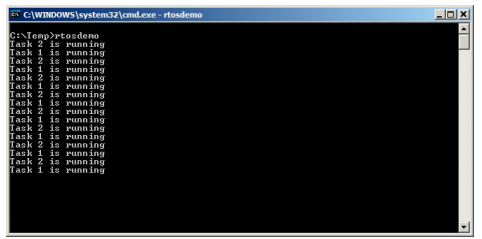 C:\WINDOWS\system32\cmd.exe - rtosdemo
C:\Temp>rtosdemo
Task 2 is running
Task 1 is running
Task 2 is running
Task 1 is running
Task 2 is running
Task 1 is running
Task 2 is running
Task 1 is running
Task 2 is running
Task 1 is running
Task 2 is running
Task 1 is running
Task 2 is running
Task 1 is running
Task 2 is running
Task 1 is running